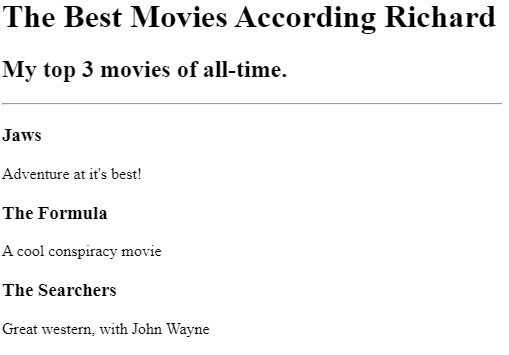 The Best Movies According Richard
My top 3 movies of all-time.
Jaws
Adventure at it's best!
The Formula
A cool conspiracy movie
The Searchers
Great western, with John Wayne